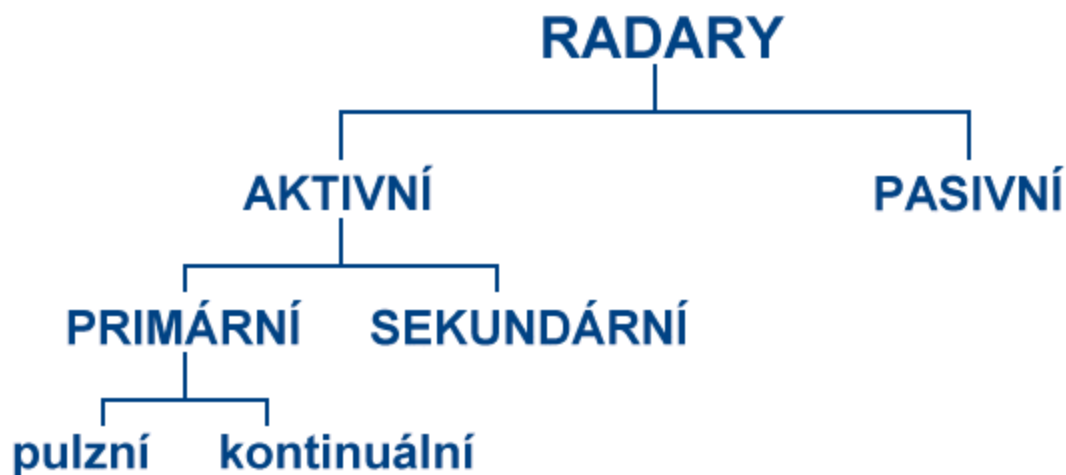 RADARY
AKTIVNÍ PASIVNÍ
PRIMÁRNÍ SEKUNDÁRNÍ
pulzní kontinuální